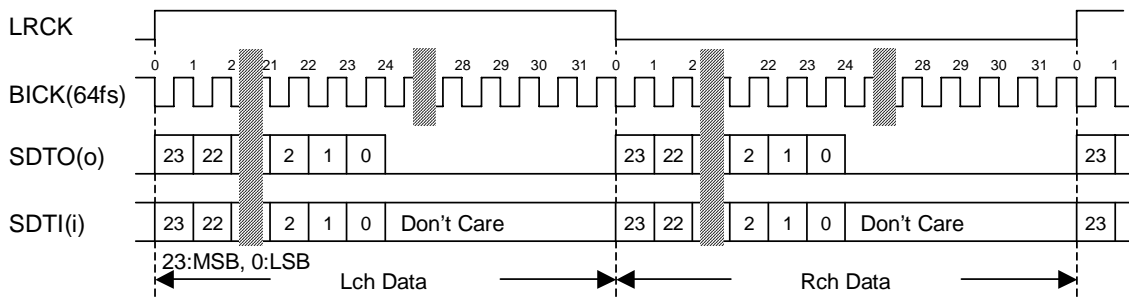 LRCK
0 1 2 21 22 23 24 28 29 30 31 0 1 2 22 23 24 28 29 30 31 0 1
BICK(64fs)
SDTO(o) 23 22 2 1 0 23 22 2 1 0 23
SDTI(i) 23 22 2 1 0 Don't Care 23 22 2 1 0 Don't Care 23
23:MSB, 0:LSB
Lch Data Rch Data